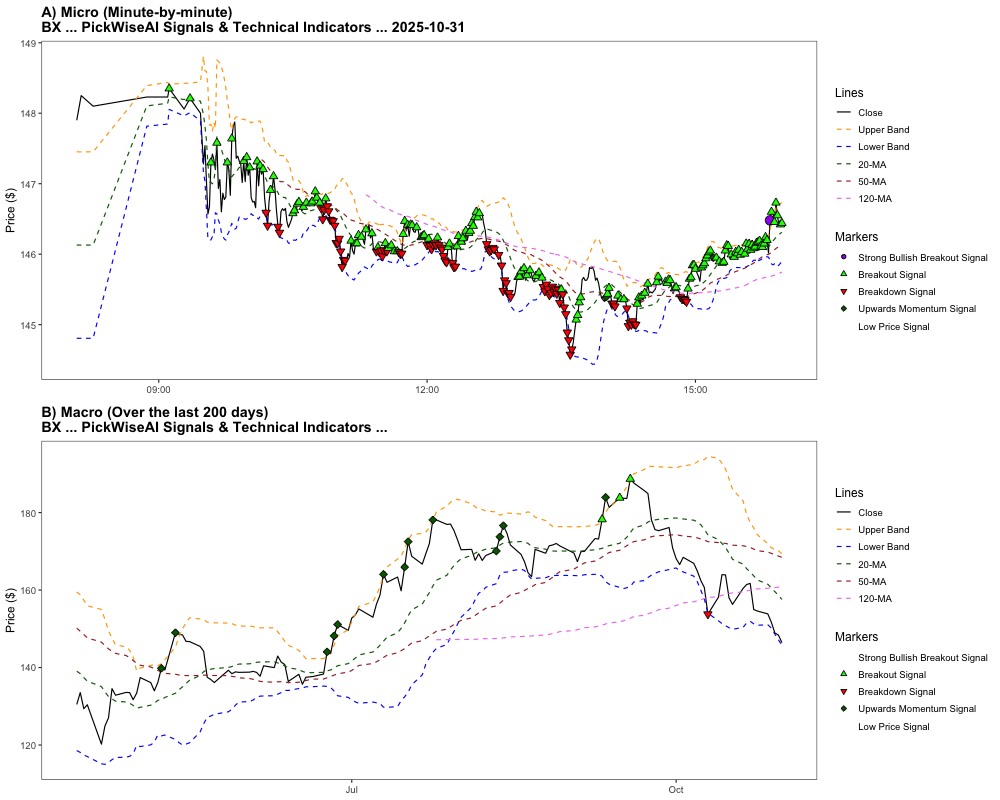 A) Micro (Minute-by-minute)
BX ... PickWiseAI Signals & Technical Indicators ... 2025-10-31
149
148
147
146
145
Price ($)
09:00
12:00
15:00
Lines
Close
Upper Band
Lower Band
20-MA
50-MA
120-MA
Markers
Strong Bullish Breakout Signal
Breakout Signal
Breakdown Signal
Upwards Momentum Signal
Low Price Signal
B) Macro (Over the last 200 days)
BX ... PickWiseAI Signals & Technical Indicators ...
180
160
140
120
Price ($)
Jul
Oct
Lines
Close
Upper Band
Lower Band
20-MA
50-MA
120-MA
Markers
Strong Bullish Breakout Signal
Breakout Signal
Breakdown Signal
Upwards Momentum Signal
Low Price Signal